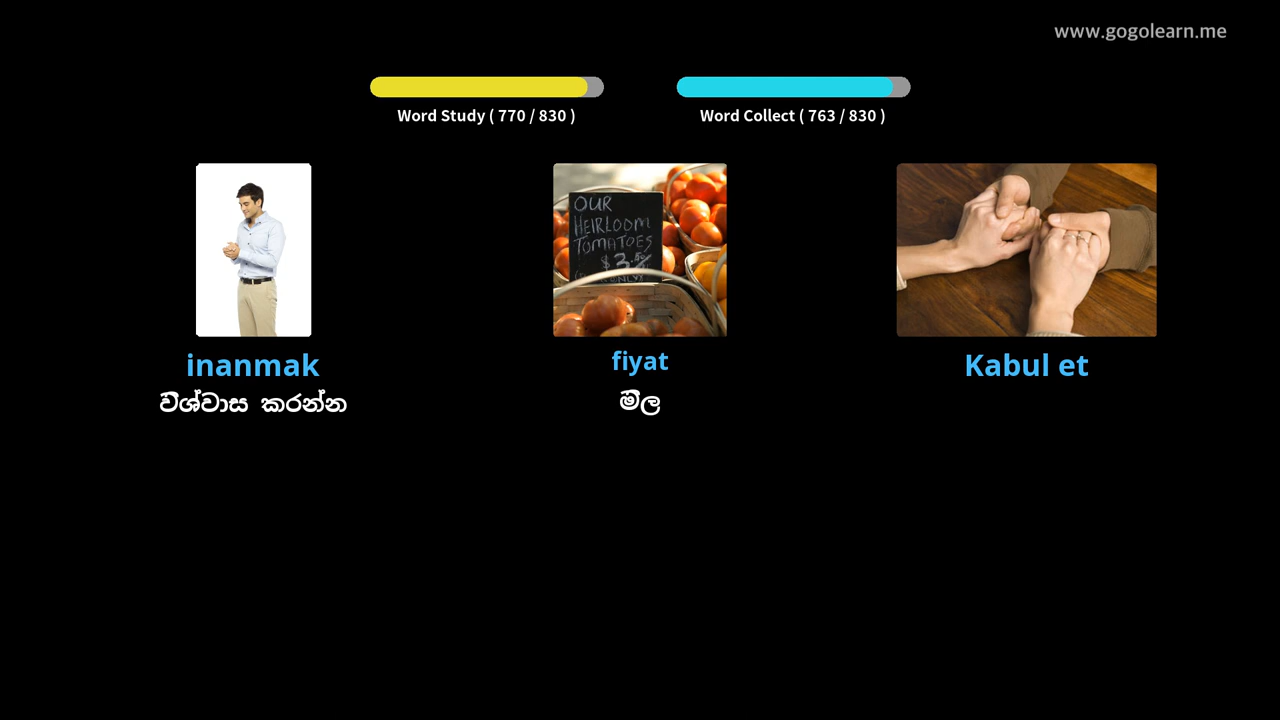 www.gogolearn.me
Word Study ( 770 / 830 )
Word Collect ( 763 / 830 )
OUR
HEIRLOOM
TOMATOES
inanmak
fiyat
Kabul et
විශ්වාස කරන්න
මිල